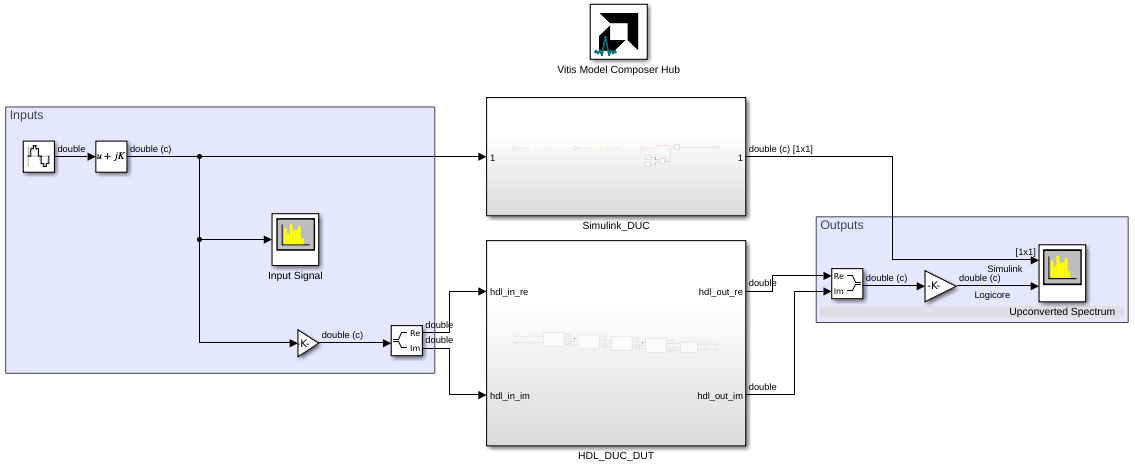 Vitis Model Composer Hub
Inputs
double
u + jK
double (c)
1
1
double (c) [1x1]
Simulink_DUC
Input Signal
-K-
double (c)
Re
Im
double
double
hdl_in_re
hdl_in_im
hdl_out_re
hdl_out_im
double
double
HDL_DUC_DUT
Outputs
Re
Im
double (c)
-K-
double (c)
[1x1]
Simulink
Logicore
Upconverted Spectrum